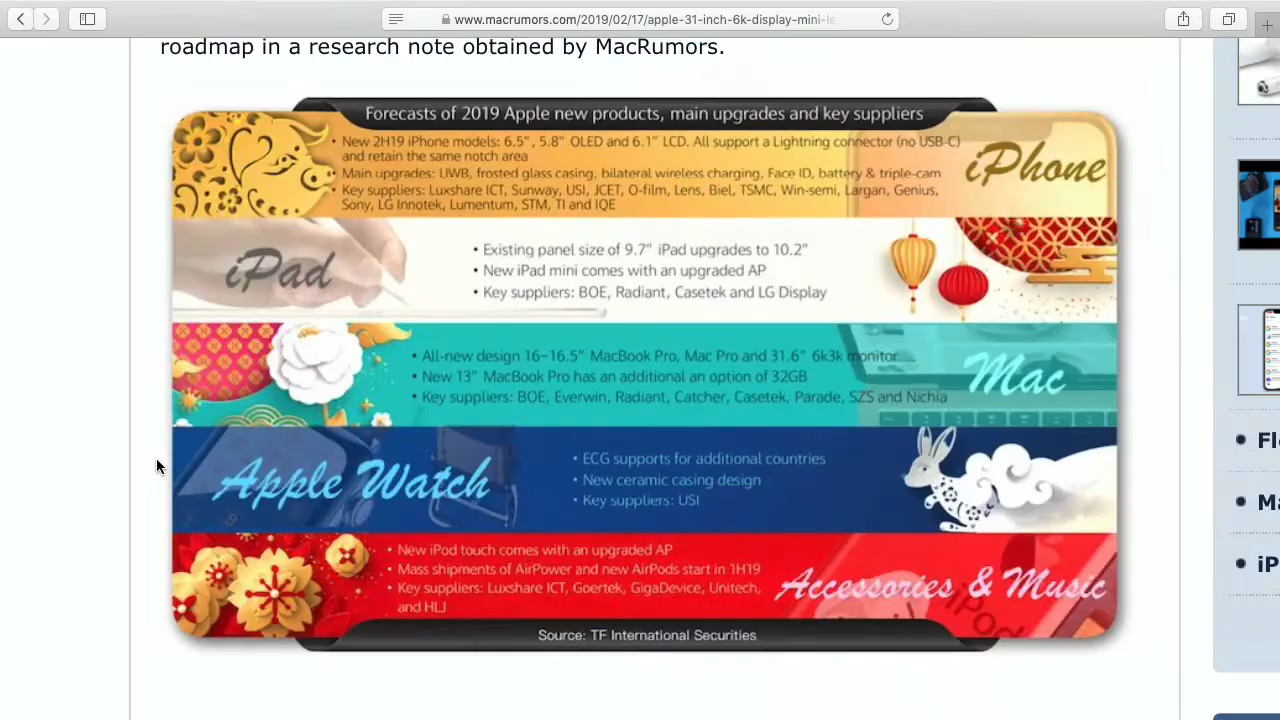 www.macrumors.com/2019/02/17/apple-31-inch-6k-display-mini-le
roadmap in a research note obtained by MacRumors.
Forecasts of 2019 Apple new products, main upgrades and key suppliers
• New 2H19 iPhone models: 6.5", 5.8" OLED and 6.1" LCD. All support a Lightning connector (no USB-C)
and retain the same notch area
• Main upgrades: UWB, frosted glass casing, bilateral wireless charging, Face ID, battery & triple-cam
• Key suppliers: Luxshare ICT, Sunway, USI, JCET, O-film, Lens, Biel, TSMC, Win-semi, Largan, Genius,
Sony, LG Innotek, Lumentum, STM, TI and IQE
iPhone
iPad
• Existing panel size of 9.7" iPad upgrades to 10.2"
• New iPad mini comes with an upgraded AP
• Key suppliers: BOE, Radiant, Casetek and LG Display
• All-new design 16-16.5" MacBook Pro, Mac Pro and 31.6" 6k3k monitor
• New 13" MacBook Pro has an additional an option of 32GB
• Key suppliers: BOE, Everwin, Radiant, Catcher, Casetek, Parade, SZS and Nichia
Mac
Apple Watch
• ECG supports for additional countries
• New ceramic casing design
• Key suppliers: USI
• New iPod touch comes with an upgraded AP
• Mass shipments of AirPower and new AirPods start in 1H19
• Key suppliers: Luxshare ICT, Goertek, GigaDevice, Unitech,
and HLJ
Accessories & Music
iPod
Source: TF International Securities
• Fl
• Ma
• iP